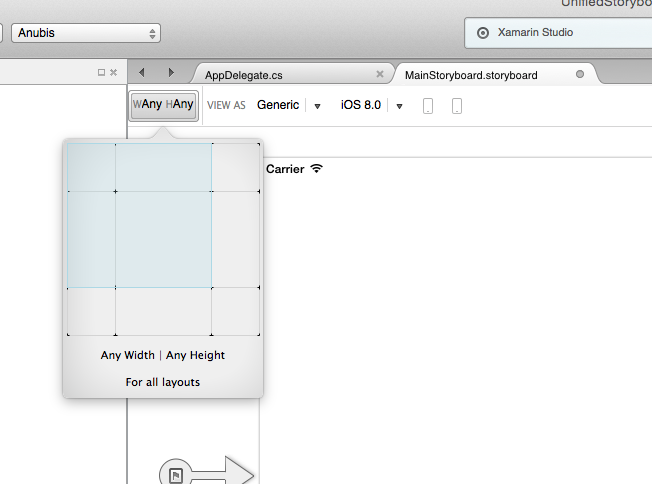 UnifiedStorybo
Anubis
Xamarin Studio
AppDelegate.cs
MainStoryboard.storyboard
wAny hAny
VIEW AS
Generic
iOS 8.0
Carrier
Any Width | Any Height
For all layouts